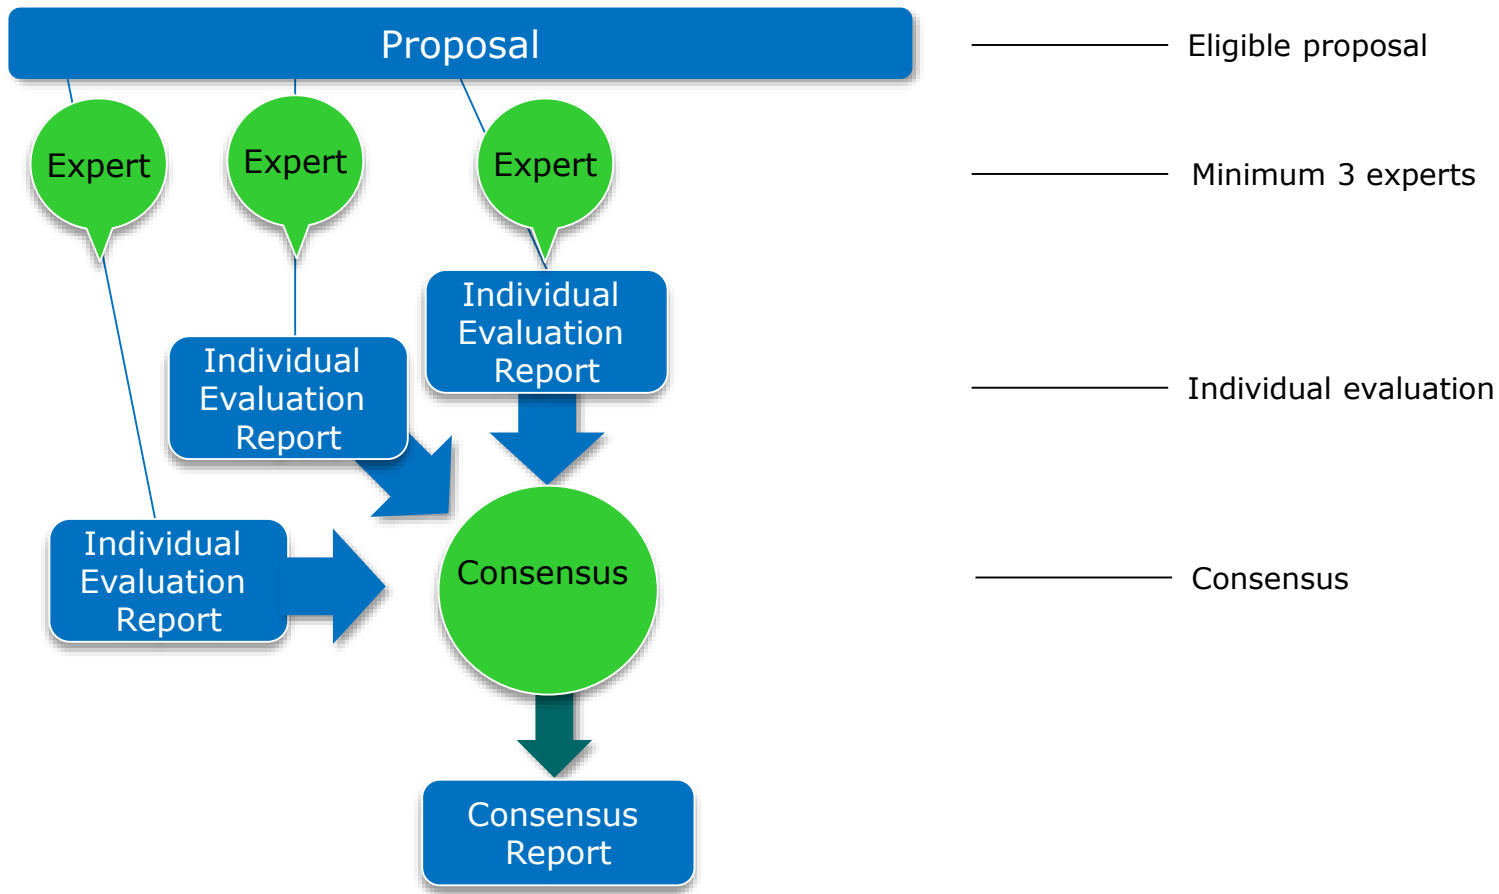 Proposal
Eligible proposal
Expert
Expert
Expert
Minimum 3 experts
Individual
Evaluation
Report
Individual
Evaluation
Report
Individual evaluation
Individual
Evaluation
Report
Consensus
Consensus
Consensus
Report